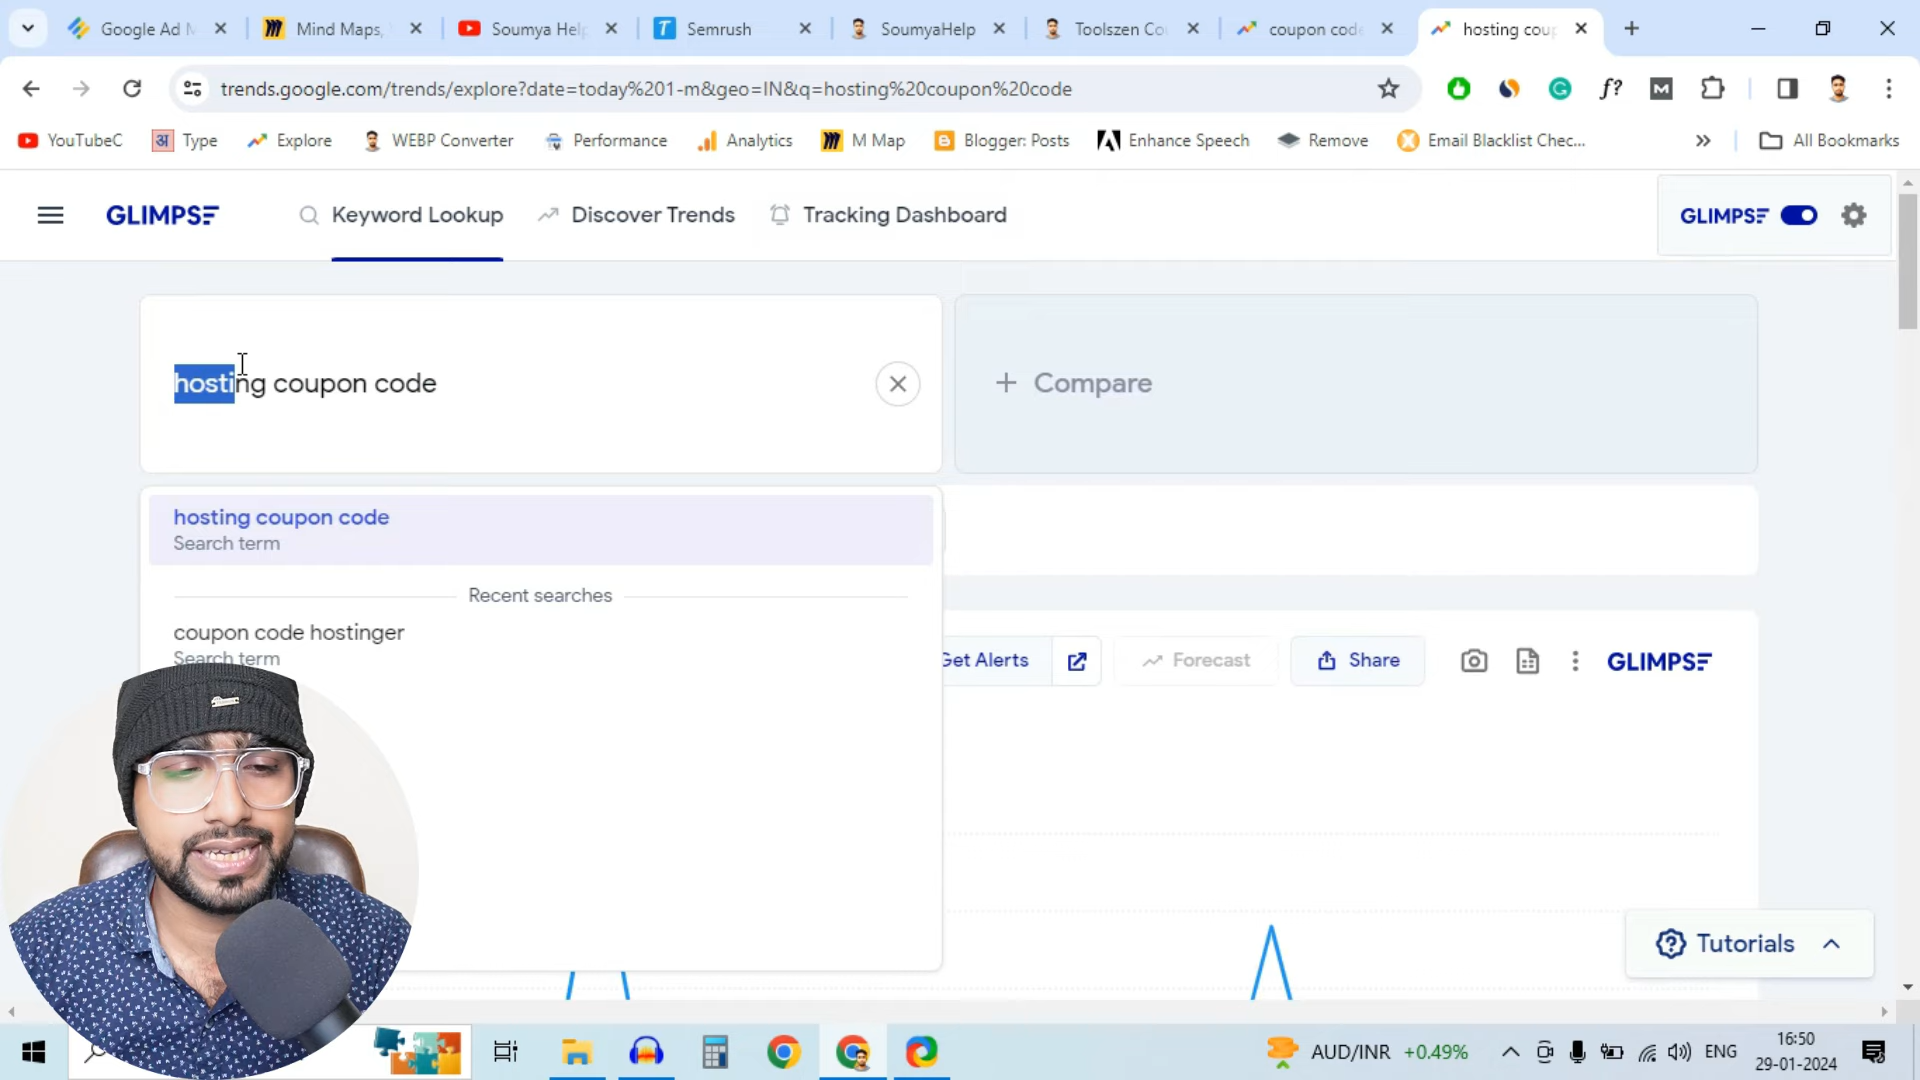 Google Ad M
Mind Maps,
Soumya Help
Semrush
SoumyaHelp
Toolszen Co
coupon cod
hosting coup
trends.google.com/trends/explore?date=today%201-m&geo=IN&q=hosting%20coupon%20code
YouTubeC
Type
Explore
WEBP Converter
Performance
Analytics
M Map
Blogger: Posts
Enhance Speech
Remove
Email Blacklist Chec...
All Bookmarks
GLIMPSE
Keyword Lookup
Discover Trends
Tracking Dashboard
GLIMPSE
hosting coupon code
+ Compare
hosting coupon code
Search term
Recent searches
coupon code hostinger
Search term
Get Alerts
Forecast
Share
GLIMPSE
Tutorials
AUD/INR +0.49%
ENG
16:50
29-01-2024